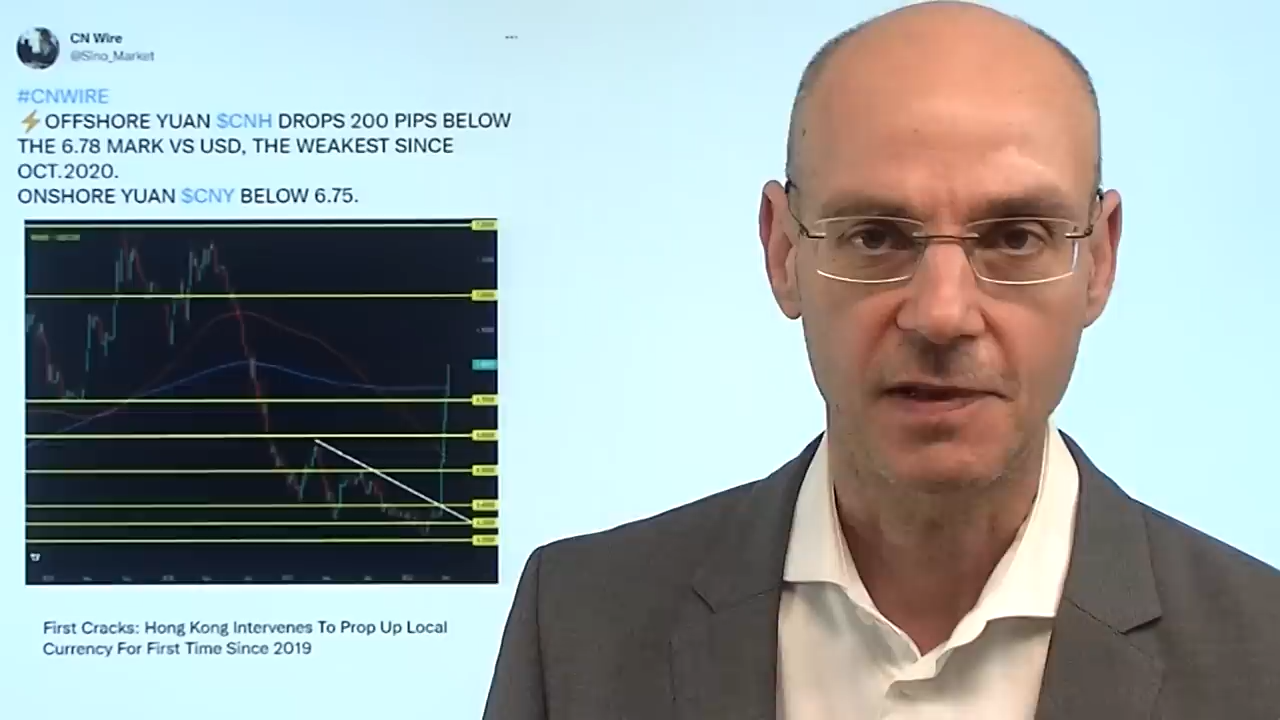 CN Wire
@Sino_Market
#CNWIRE
⚡OFFSHORE YUAN $CNH DROPS 200 PIPS BELOW
THE 6.78 MARK VS USD, THE WEAKEST SINCE
OCT.2020.
ONSHORE YUAN $CNY BELOW 6.75.
First Cracks: Hong Kong Intervenes To Prop Up Local
Currency For First Time Since 2019